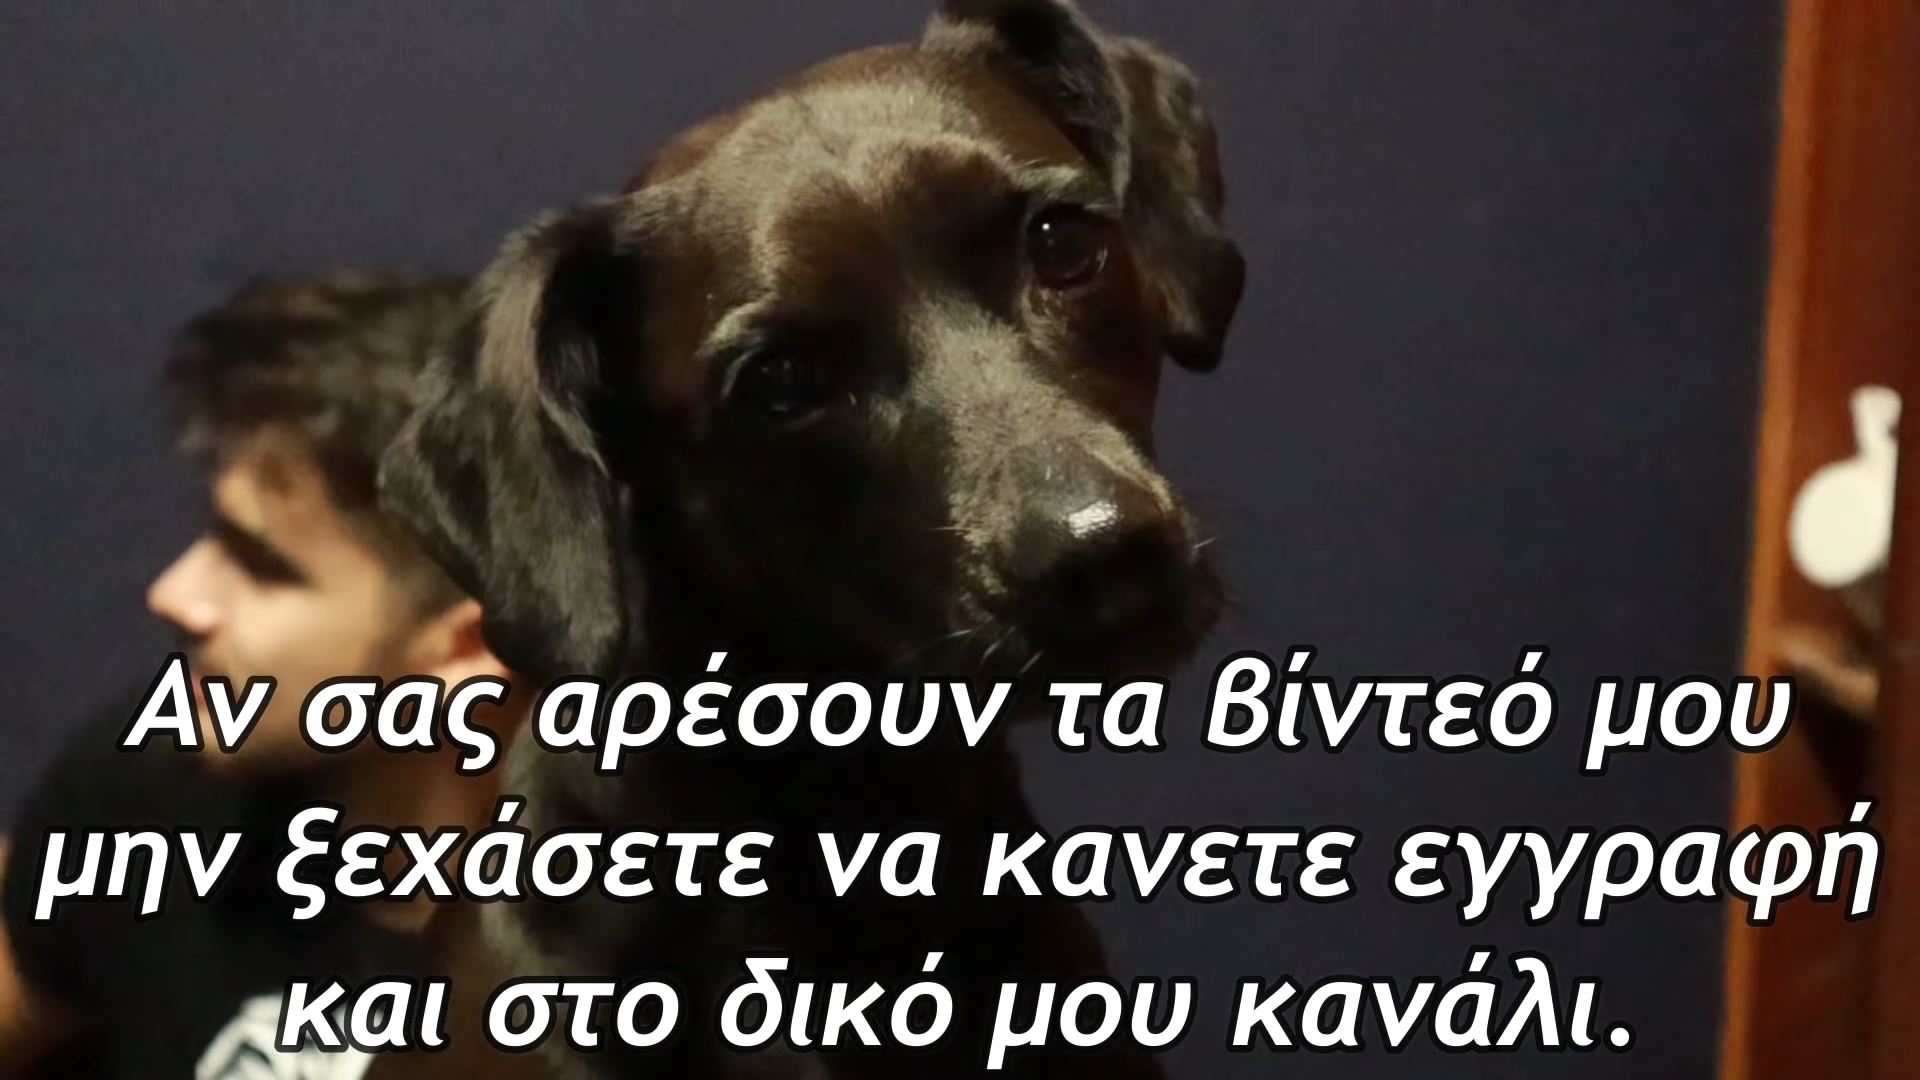 Αν σας αρέσουν τα βίντεό μου
μην ξεχάσετε να κανετε εγγραφή
και στο δικό μου κανάλι.